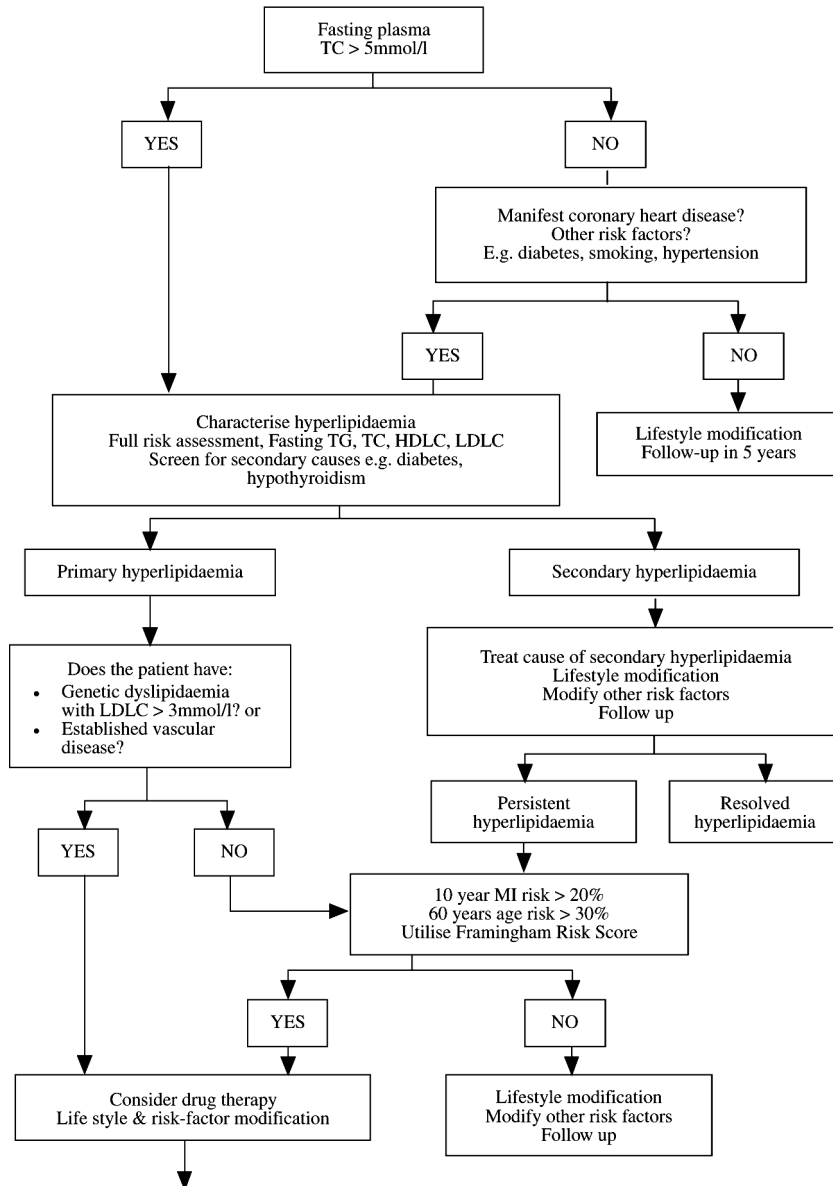 Fasting plasma
TC > 5mmol/l
YES
NO
Manifest coronary heart disease?
Other risk factors?
E.g. diabetes, smoking, hypertension
YES
NO
Characterise hyperlipidaemia
Full risk assessment, Fasting TG, TC, HDLC, LDLC
Screen for secondary causes e.g. diabetes,
hypothyroidism
Lifestyle modification
Follow-up in 5 years
Primary hyperlipidaemia
Secondary hyperlipidaemia
Does the patient have:
• Genetic dyslipidaemia
with LDLC > 3mmol/l? or
• Established vascular
disease?
Treat cause of secondary hyperlipidaemia
Lifestyle modification
Modify other risk factors
Follow up
Persistent
hyperlipidaemia
Resolved
hyperlipidaemia
YES
NO
10 year MI risk > 20%
60 years age risk > 30%
Utilise Framingham Risk Score
YES
NO
Consider drug therapy
Life style & risk-factor modification
Lifestyle modification
Modify other risk factors
Follow up